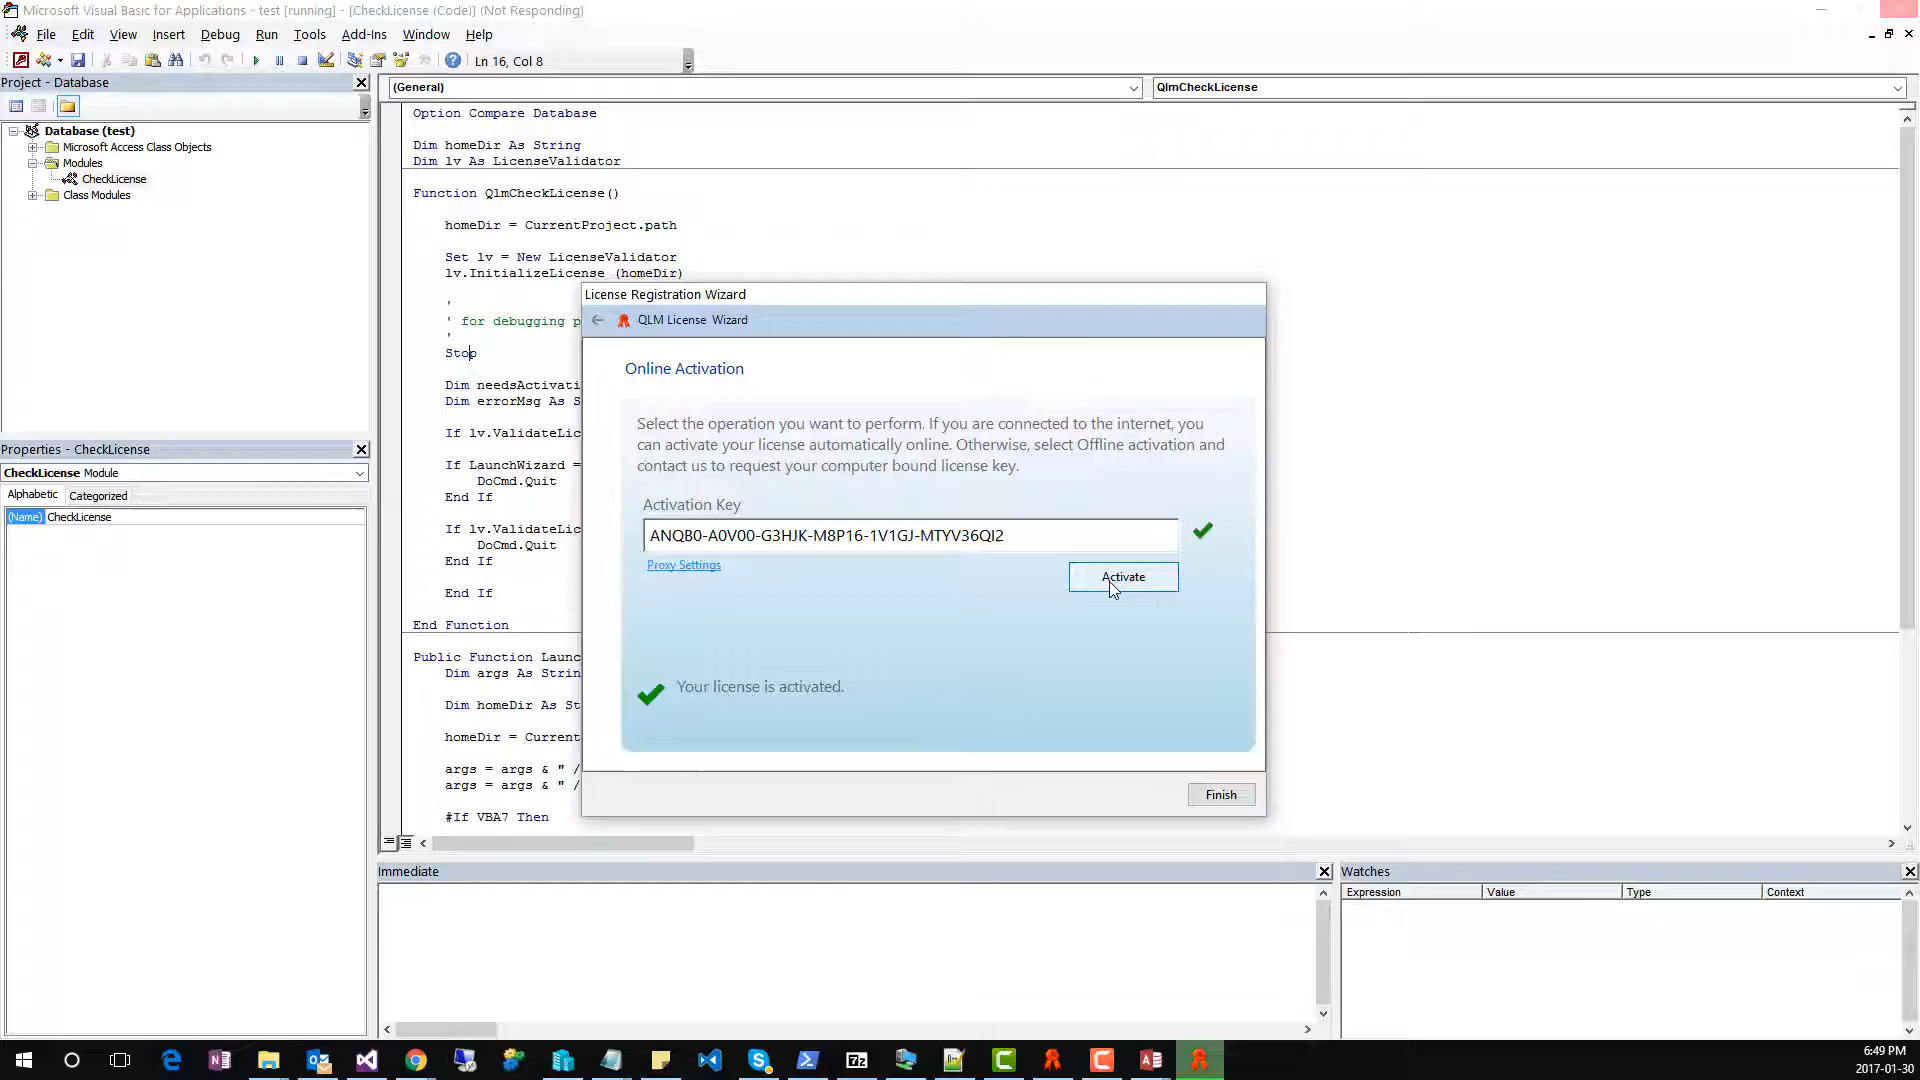 Microsoft Visual Basic for Applications - test [running] - [CheckLicense (Code)] (Not Responding)
File Edit View Insert Debug Run Tools Add-Ins Window Help
Ln 16, Col 8
Project - Database
Database (test)
Microsoft Access Class Objects
Modules
CheckLicense
Class Modules
Properties - CheckLicense
CheckLicense Module
Alphabetic Categorized
(Name) CheckLicense
(General) QlmCheckLicense
Option Compare Database
Dim homeDir As String
Dim lv As LicenseValidator
Function QlmCheckLicense()
homeDir = CurrentProject.path
Set lv = New LicenseValidator
lv.InitializeLicense (homeDir)
'
' for debugging p
'
Stop
Dim needsActivati
Dim errorMsg As S
If lv.ValidateLic
If LaunchWizard =
DoCmd.Quit
End If
If lv.ValidateLic
DoCmd.Quit
End If
End If
End Function
Public Function Launc
Dim args As Strin
Dim homeDir As St
homeDir = Current
args = args & " /
args = args & " /
#If VBA7 Then
License Registration Wizard
QLM License Wizard
Online Activation
Select the operation you want to perform. If you are connected to the internet, you
can activate your license automatically online. Otherwise, select Offline activation and
contact us to request your computer bound license key.
Activation Key
ANQB0-A0V00-G3HJK-M8P16-1V1GJ-MTYV36QI2
Proxy Settings
Activate
Your license is activated.
Finish
Immediate
Watches
Expression Value Type Context
7z
6:49 PM
2017-01-30